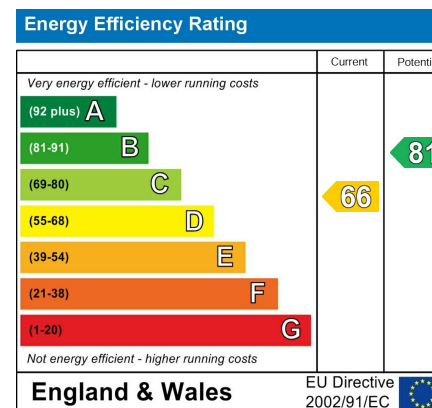 Energy Efficiency Rating
Current Potenti
Very energy efficient - lower running costs
(92 plus) A
(81-91) B 81
(69-80) C
66
(55-68) D
(39-54) E
(21-38) F
(1-20) G
Not energy efficient - higher running costs
England & Wales
EU Directive
2002/91/EC